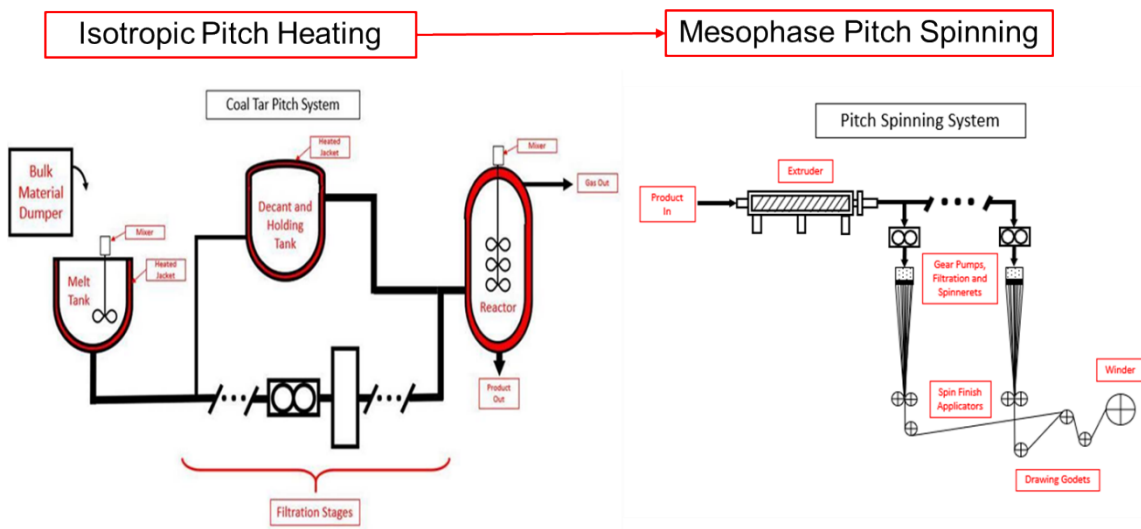 Isotropic Pitch Heating
Mesophase Pitch Spinning
Coal Tar Pitch System
Bulk
Material
Dumper
Mixer
Heated
Jacket
Melt
Tank
Heated
Jacket
Decant and
Holding
Tank
Mixer
Gas Out
Reactor
Product
Out
Filtration Stages
Pitch Spinning System
Product
In
Extruder
Gear Pumps,
Filtration and
Spinnerets
Spin Finish
Applicators
Winder
Drawing Godets